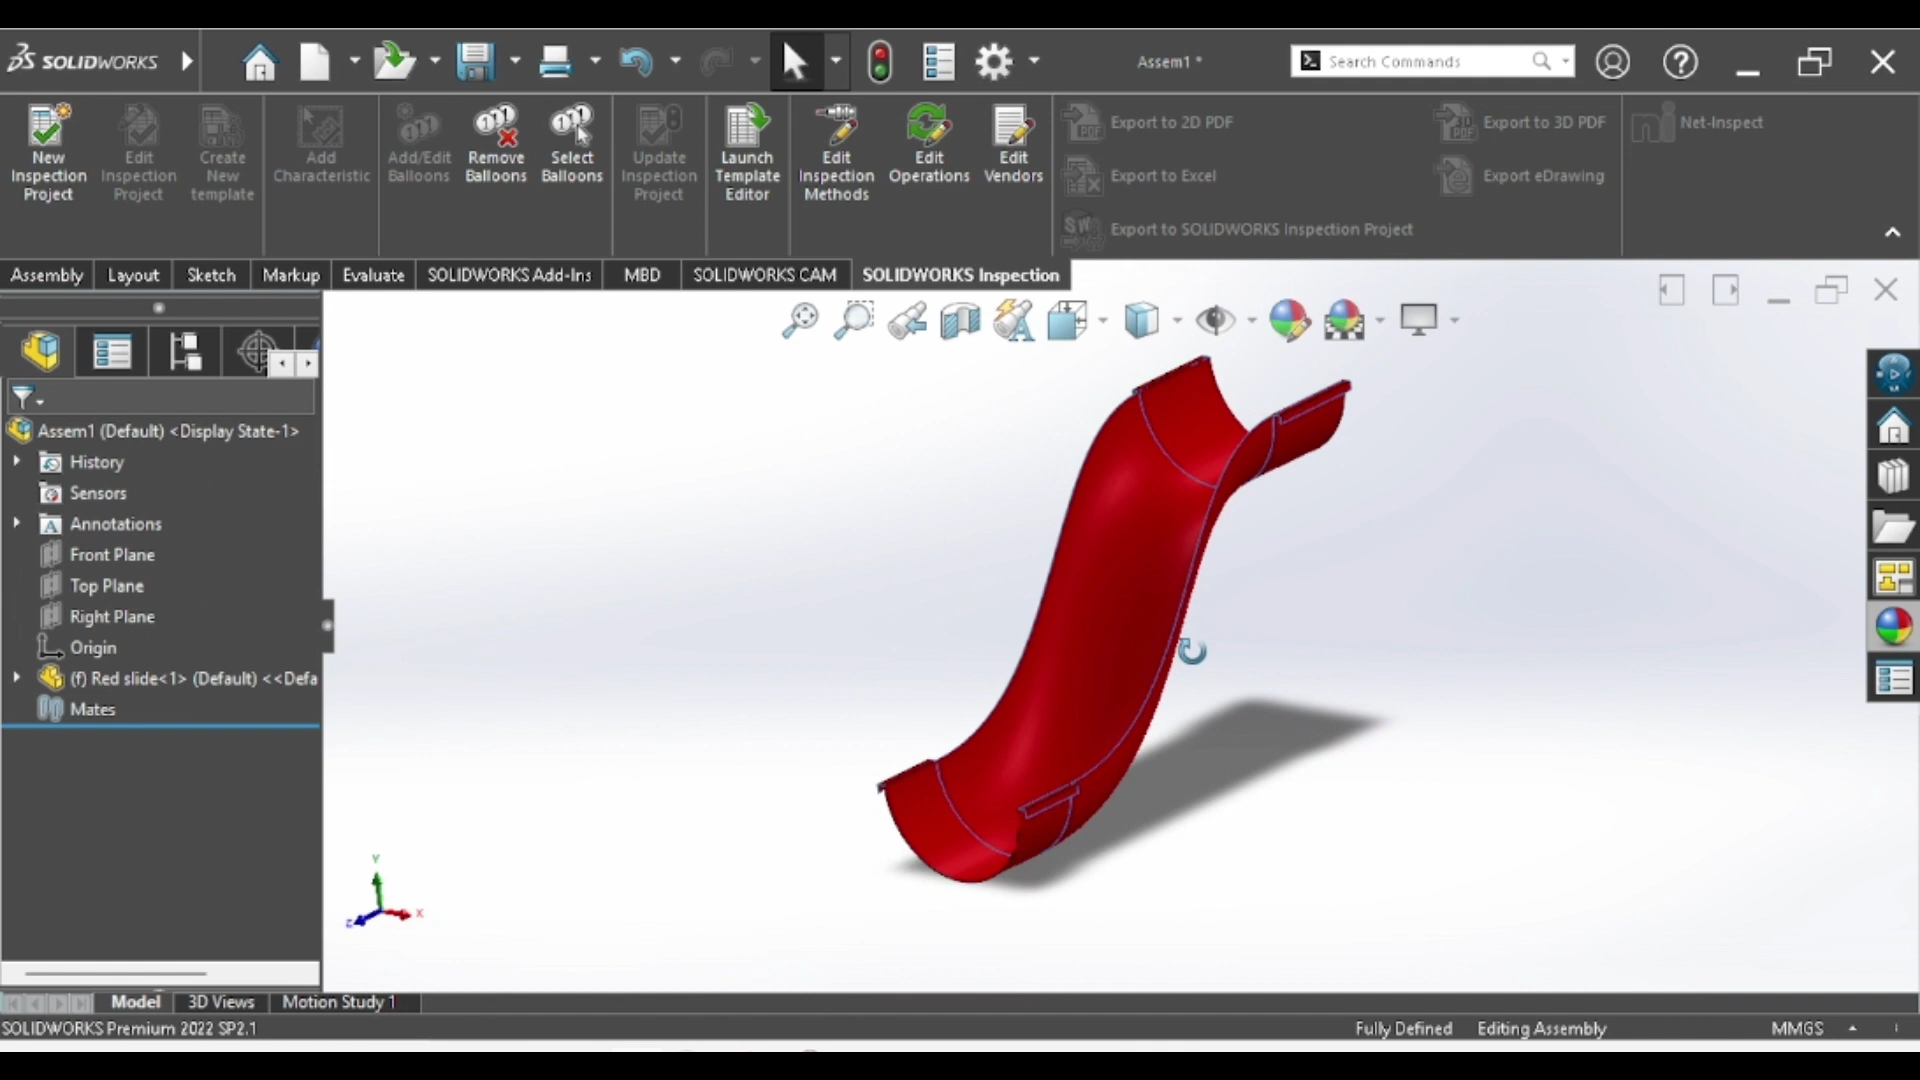 SOLIDWORKS
Assem1 *
Search Commands
New Inspection Project
Edit Inspection Project
Create New template
Add Characteristic
Add/Edit Balloons
Remove Balloons
Select Balloons
Update Inspection Project
Launch Template Editor
Edit Inspection Methods
Edit Operations
Edit Vendors
Export to 2D PDF
Export to Excel
Export to SOLIDWORKS Inspection Project
Export to 3D PDF
Export eDrawing
Net-Inspect
Assembly
Layout
Sketch
Markup
Evaluate
SOLIDWORKS Add-Ins
MBD
SOLIDWORKS CAM
SOLIDWORKS Inspection
Assem1 (Default) <Display State-1>
History
Sensors
Annotations
Front Plane
Top Plane
Right Plane
Origin
(f) Red slide<1> (Default) <<Defa
Mates
Y
Z
X
Model
3D Views
Motion Study 1
SOLIDWORKS Premium 2022 SP2.1
Fully Defined
Editing Assembly
MMGS